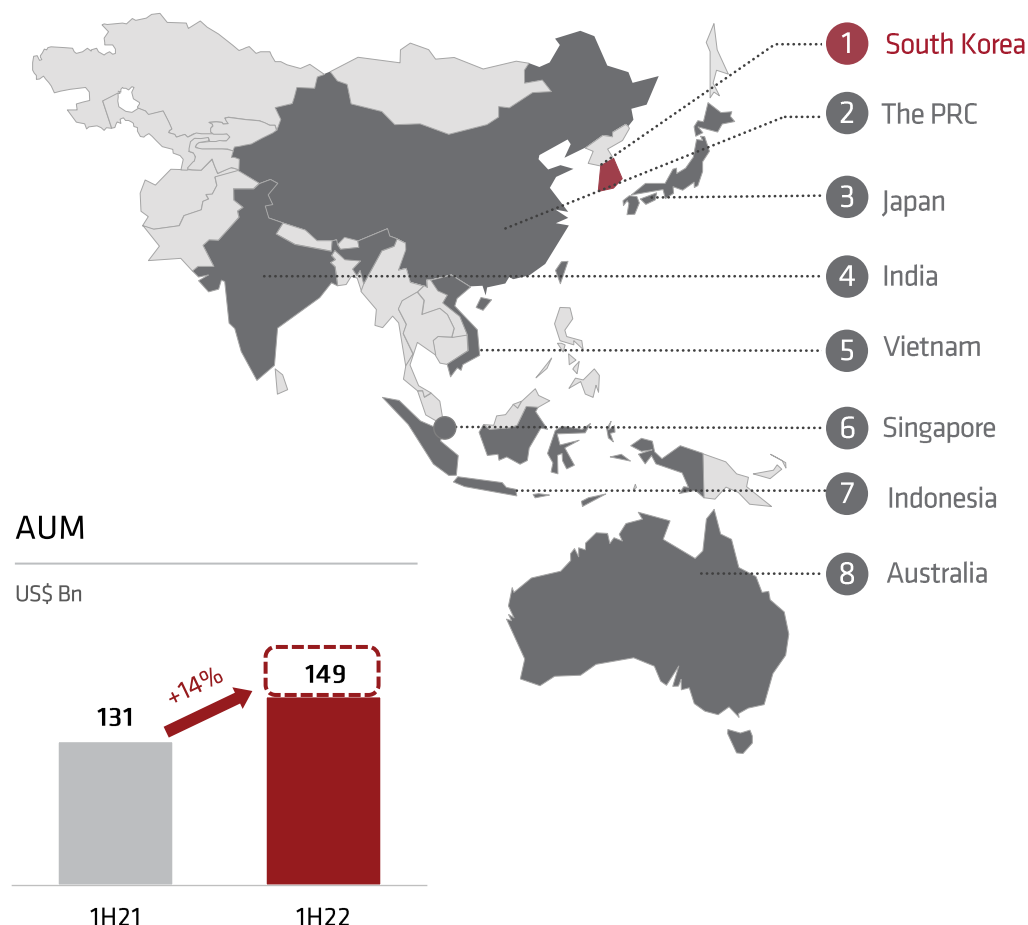 1 South Korea
2 The PRC
3 Japan
4 India
5 Vietnam
6 Singapore
7 Indonesia
8 Australia
AUM
US$ Bn
131
+14%
149
1H21
1H22